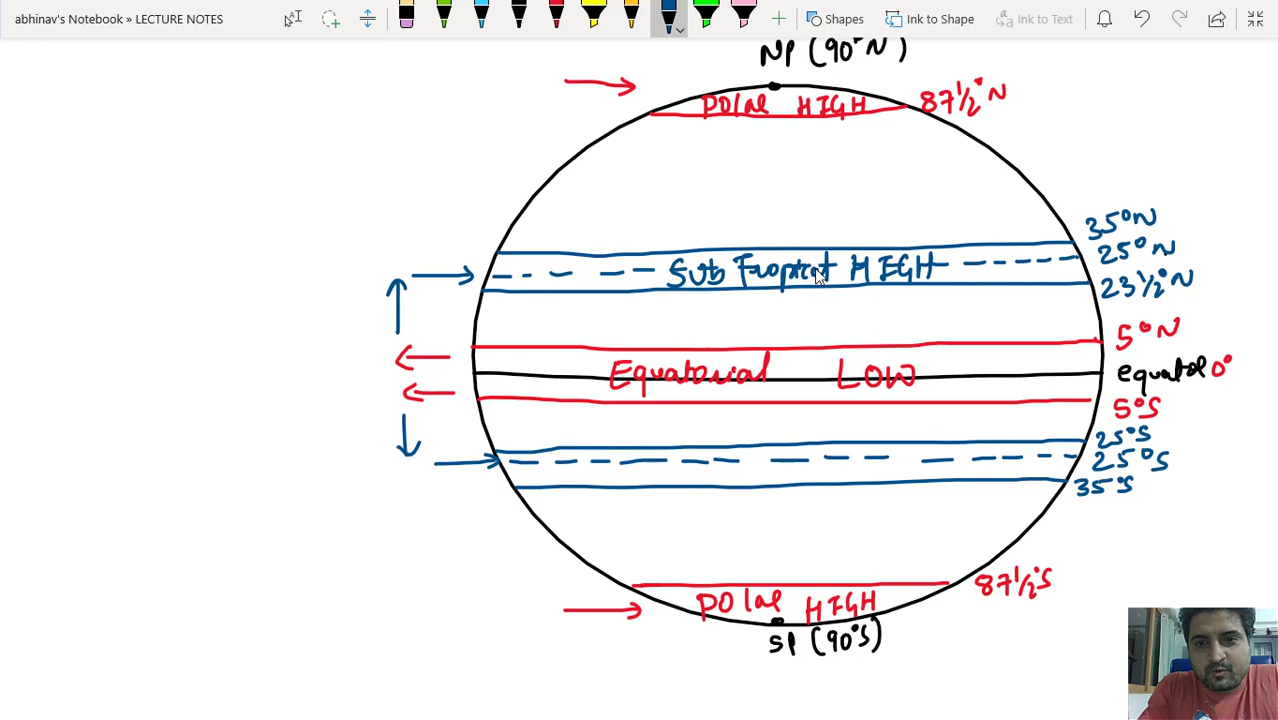 abhinav's Notebook » LECTURE NOTES
Shapes
Ink to Shape
Ink to Text
NP (90°N)
POlar HIGH
87½°N
35°N
25°N
Sub Tropical HIGH
23½°N
5°N
Equatorial LOW
equator 0°
5°S
25°S
25°S
35°S
87½°S
POlar HIGH
SP (90°S)